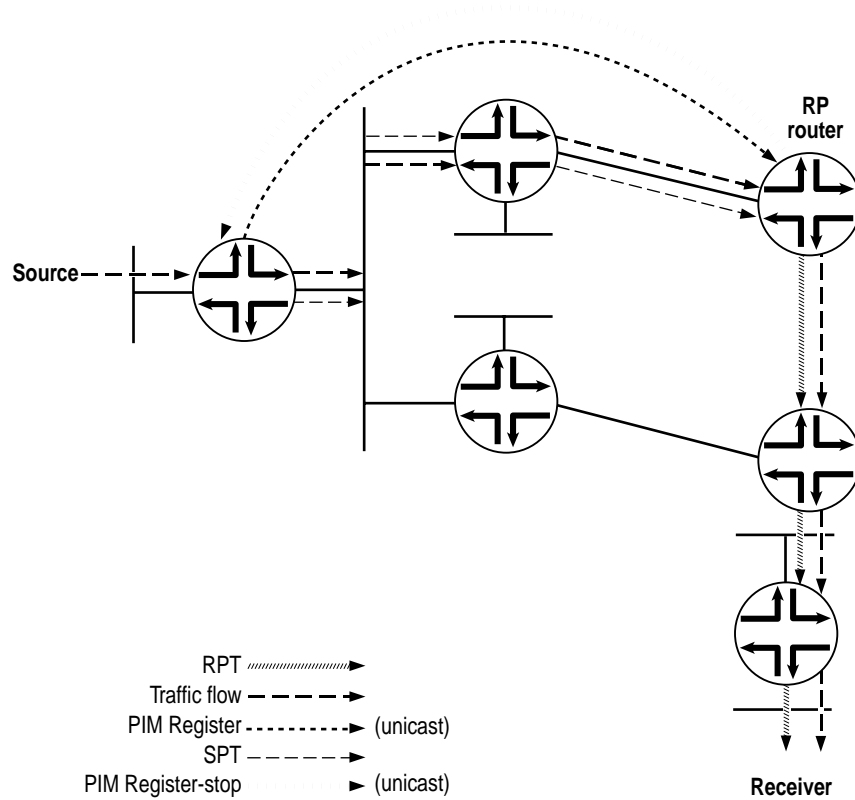 RP
router
Source
RPT
Traffic flow
PIM Register (unicast)
SPT
PIM Register-stop (unicast)
Receiver